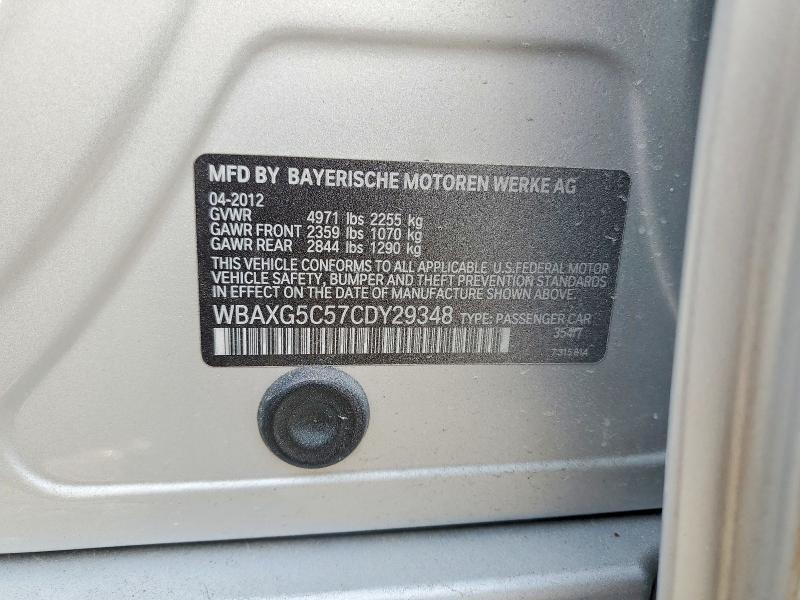 MFD BY BAYERISCHE MOTOREN WERKE AG
04-2012
GVWR 4971 lbs 2255 kg
GAWR FRONT 2359 lbs 1070 kg
GAWR REAR 2844 lbs 1290 kg
THIS VEHICLE CONFORMS TO ALL APPLICABLE U.S.FEDERAL MOTOR
VEHICLE SAFETY, BUMPER AND THEFT PREVENTION STANDARDS
IN EFFECT ON THE DATE OF MANUFACTURE SHOWN ABOVE.
WBAXG5C57CDY29348 TYPE: PASSENGER CAR
354/7